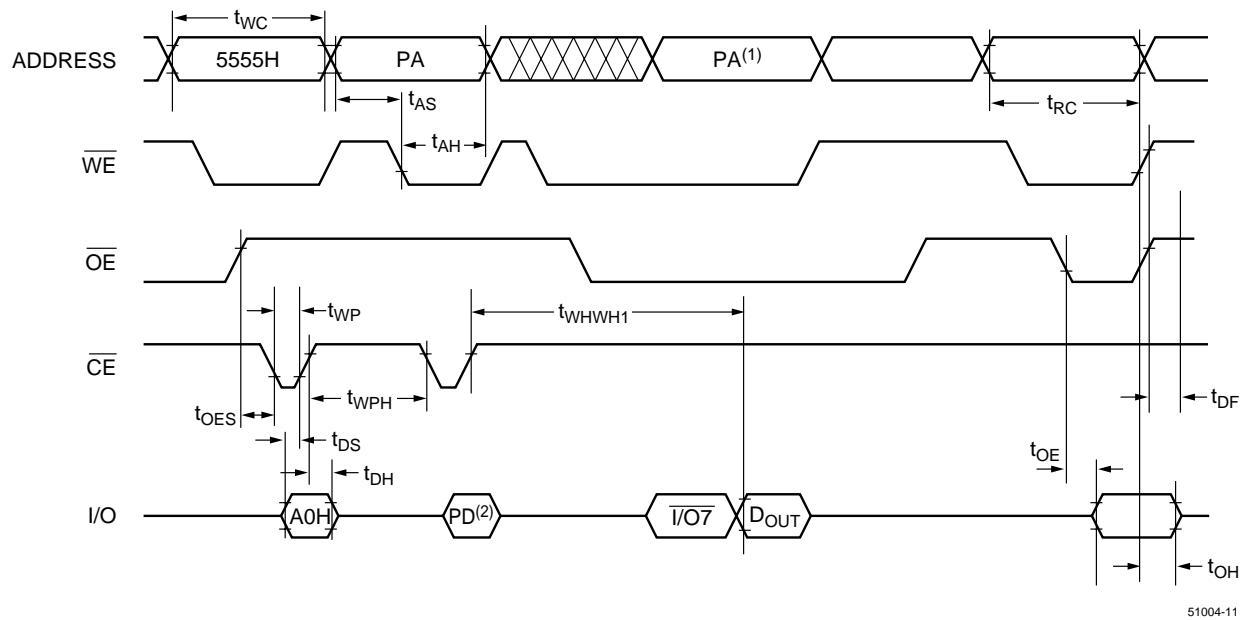 tWC
ADDRESS 5555H PA PA(1)
tAS
tRC
tAH
WE
OE
tWP
tWHWH1
CE
tWPH
tOES
tDF
tDS
tOE
tDH
I/O A0H PD(2) I/O7 DOUT
tOH
51004-11